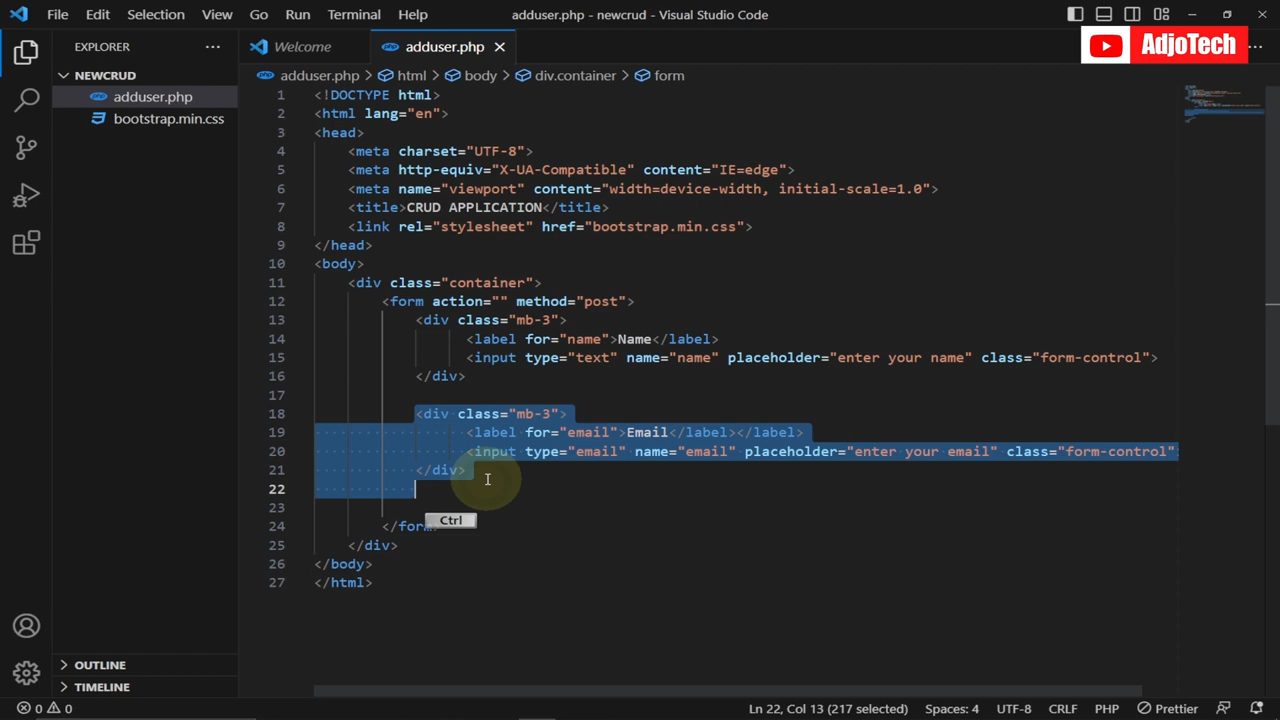 File Edit Selection View Go Run Terminal Help adduser.php - newcrud - Visual Studio Code
EXPLORER
Welcome adduser.php
AdjoTech
NEWCRUD
adduser.php
bootstrap.min.css
adduser.php > html > body > div.container > form
1 <!DOCTYPE html>
2 <html lang="en">
3 <head>
4 <meta charset="UTF-8">
5 <meta http-equiv="X-UA-Compatible" content="IE=edge">
6 <meta name="viewport" content="width=device-width, initial-scale=1.0">
7 <title>CRUD APPLICATION</title>
8 <link rel="stylesheet" href="bootstrap.min.css">
9 </head>
10 <body>
11 <div class="container">
12 <form action="" method="post">
13 <div class="mb-3">
14 <label for="name">Name</label>
15 <input type="text" name="name" placeholder="enter your name" class="form-control">
16 </div>
17
18 <div class="mb-3">
19 <label for="email">Email</label></label>
20 <input type="email" name="email" placeholder="enter your email" class="form-control"
21 </div>
22
23
24 </form>
Ctrl
25 </div>
26 </body>
27 </html>
OUTLINE
TIMELINE
0 0 Ln 22, Col 13 (217 selected) Spaces: 4 UTF-8 CRLF PHP Prettier